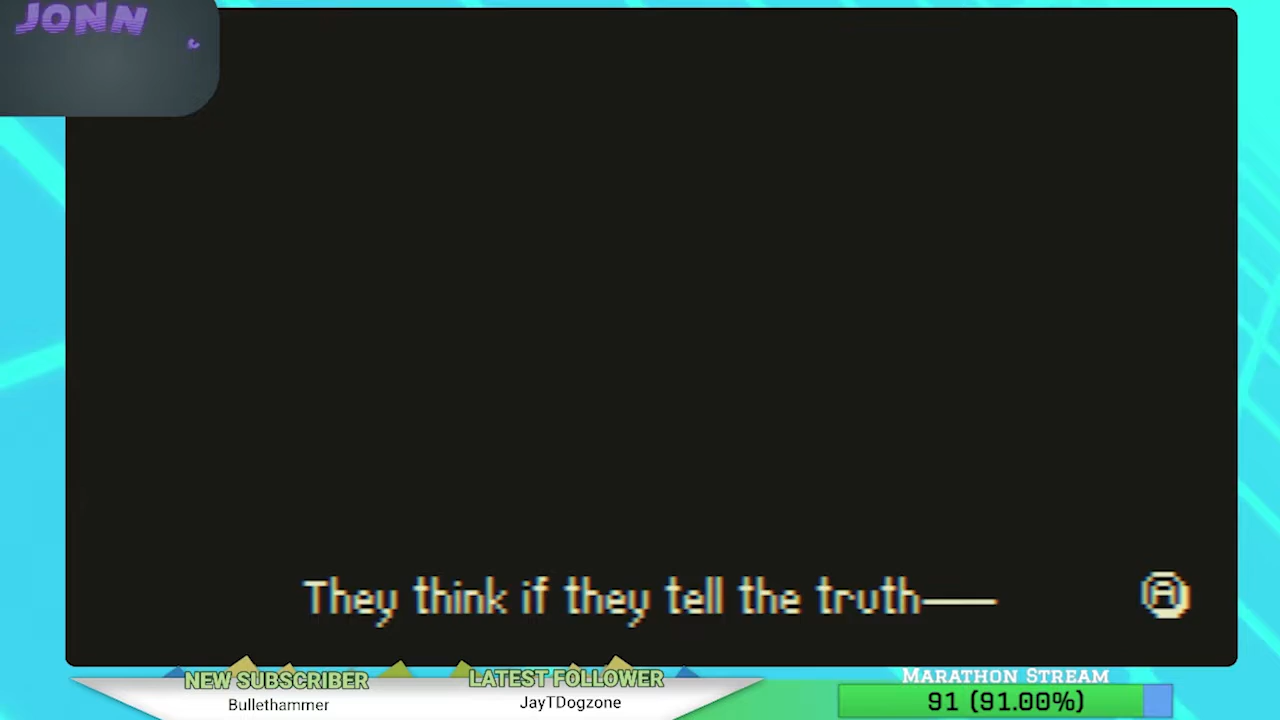 JONN
They think if they tell the truth——
A
NEW SUBSCRIBER
Bullethammer
LATEST FOLLOWER
JayTDogzone
Marathon Stream
91 (91.00%)